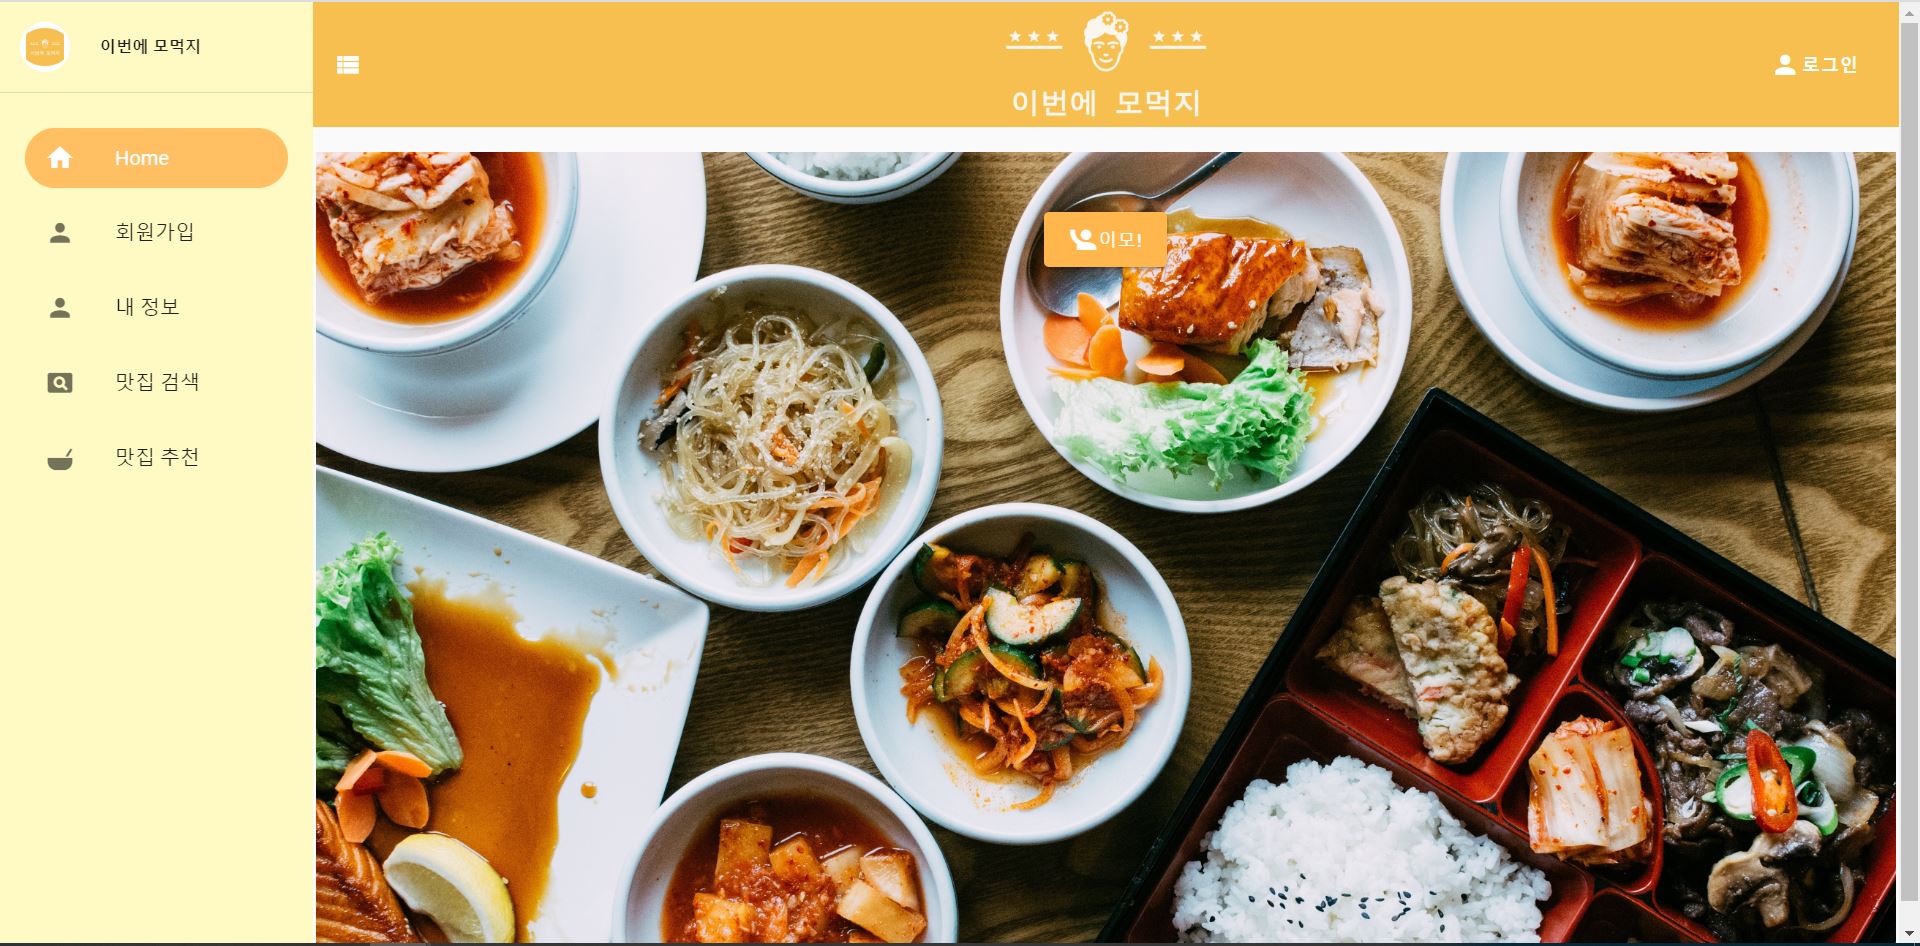 이번에 모먹지
Home
회원가입
내 정보
맛집 검색
맛집 추천
이번에 모먹지
로그인
이모!